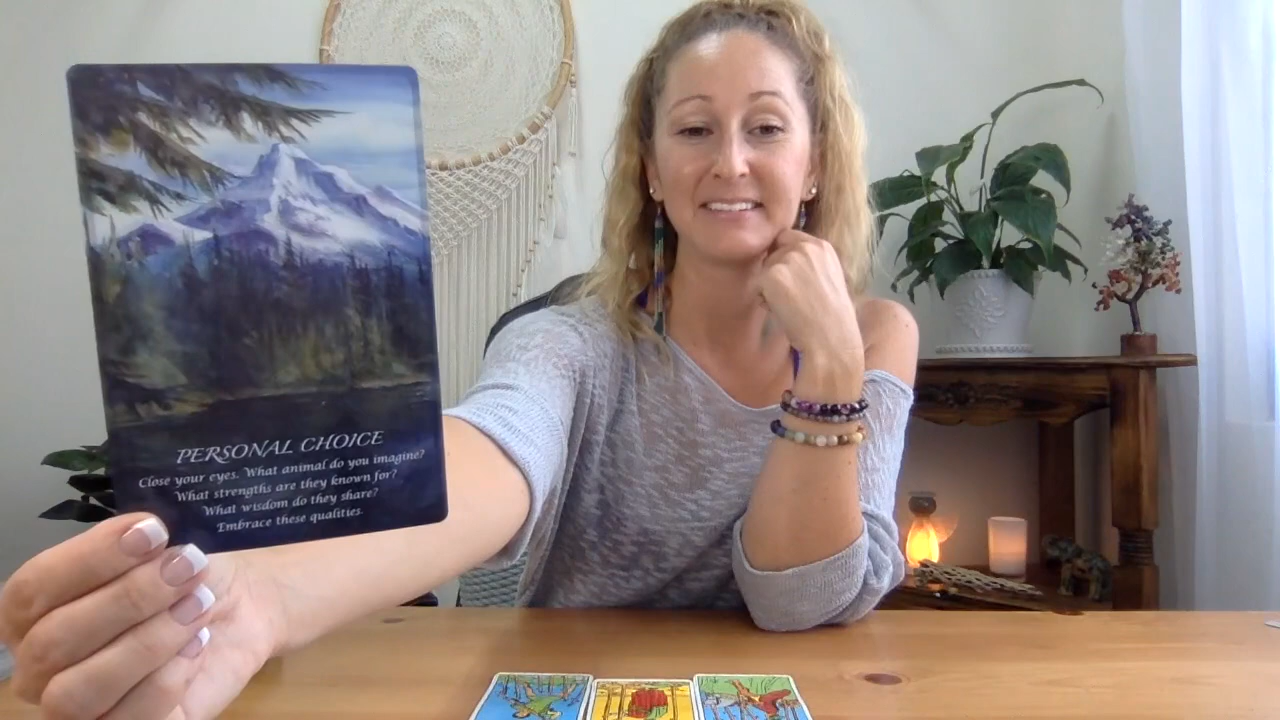 PERSONAL CHOICE
Close your eyes. What animal do you imagine?
What strengths are they known for?
What wisdom do they share?
Embrace these qualities.